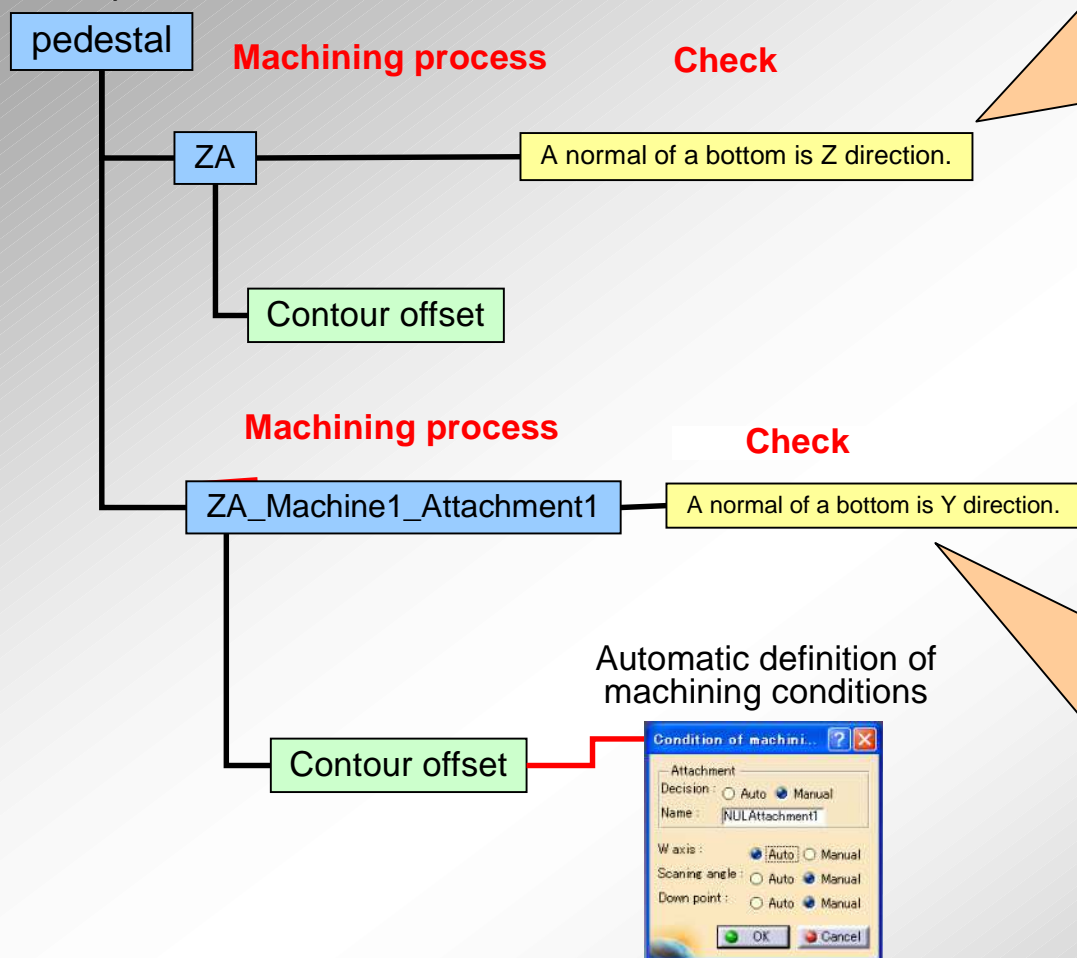 pedestal
Machining process
Check
ZA
A normal of a bottom is Z direction.
Contour offset
Machining process
Check
ZA_Machine1_Attachment1
A normal of a bottom is Y direction.
Automatic definition of
machining conditions
Contour offset
Condition of machini...
Attachment
Decision : Auto Manual
Name : NULAttachment1
W axis : Auto Manual
Scaning angle : Auto Manual
Down point : Auto Manual
OK Cancel